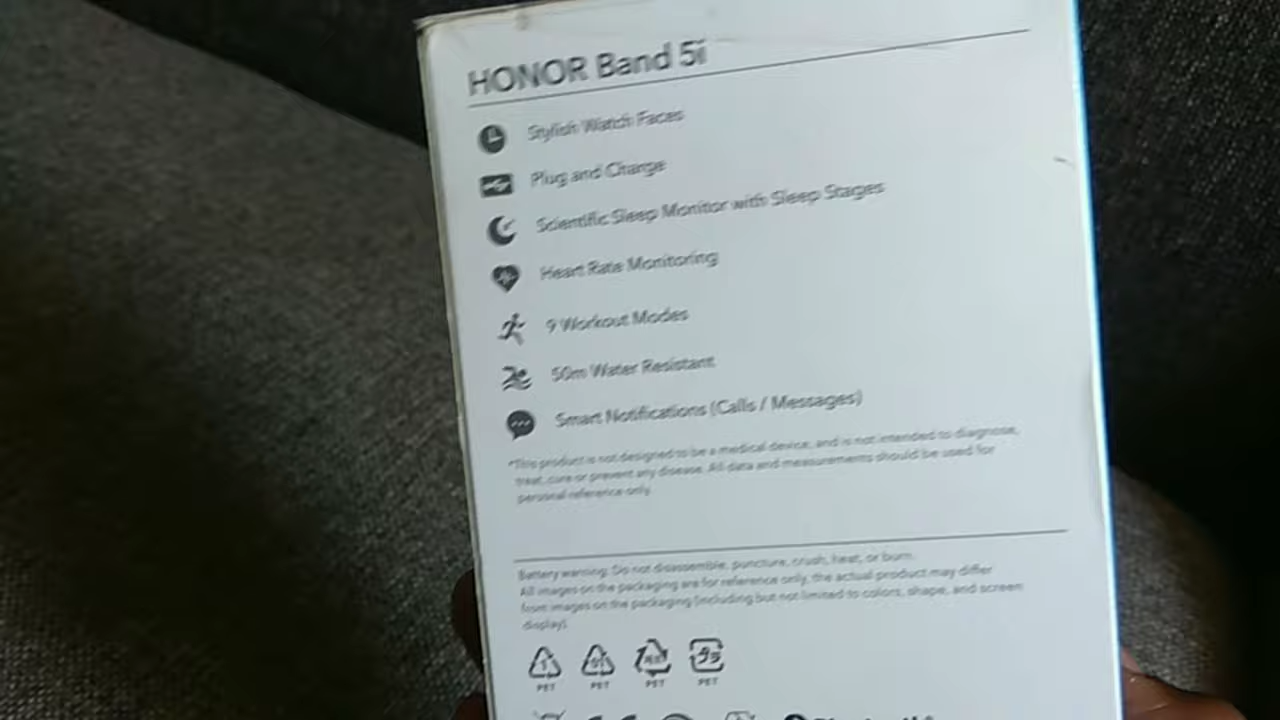 HONOR Band 5i
Stylish Watch Faces
Plug and Charge
Scientific Sleep Monitor with Sleep Stages
Heart Rate Monitoring
9 Workout Modes
50m Water Resistant
Smart Notifications (Calls / Messages)
*This product is not designed to be a medical device, and is not intended to diagnose,
treat, cure or prevent any disease. All data and measurements should be used for
personal reference only.
Battery warning: Do not disassemble, puncture, crush, heat, or burn.
All images on the packaging are for reference only, the actual product may differ
from images on the packaging (including but not limited to colors, shape, and screen
display).
PET PET PET PET